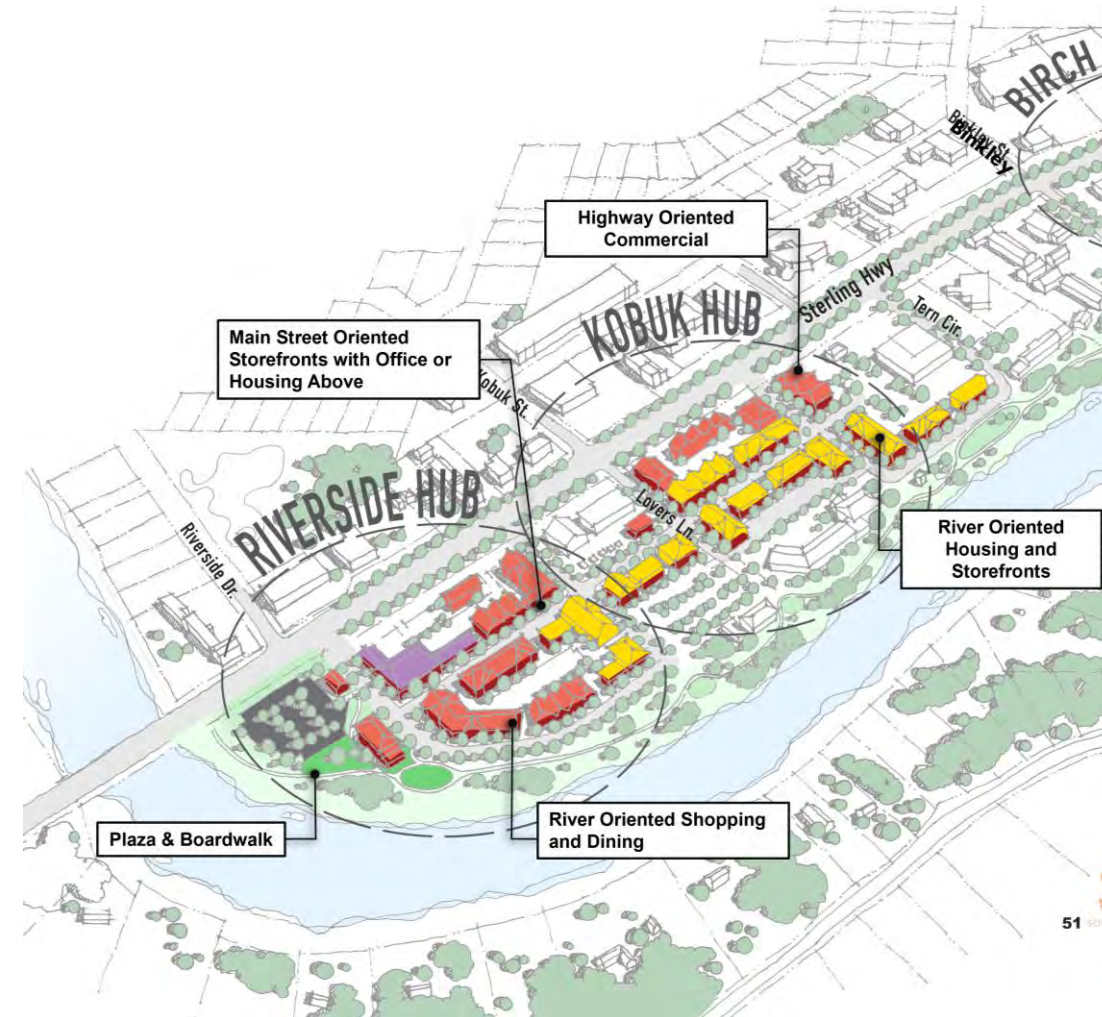 BIRCH
Binkley St.
Binkley
Highway Oriented
Commercial
Sterling Hwy
KOBUK HUB
Tern Cir.
Main Street Oriented
Storefronts with Office or
Housing Above
Kobuk St.
RIVERSIDE HUB
Lovers Ln.
Riverside Dr.
River Oriented
Housing and
Storefronts
Plaza & Boardwalk
River Oriented Shopping
and Dining
51